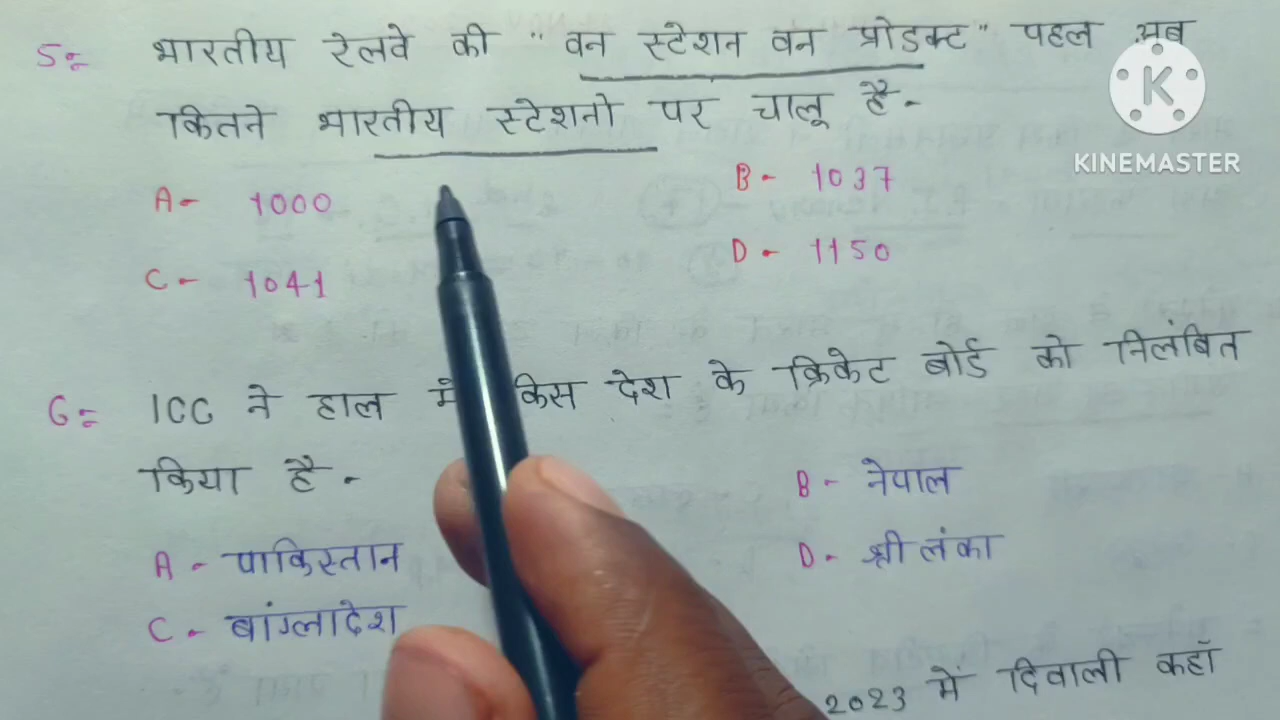 5= भारतीय रेलवे की "वन स्टेशन वन प्रोडक्ट" पहल अब
कितने भारतीय स्टेशनो पर चालू है -
A- 1000
B- 1037
C- 1041
D- 1150
6= ICC ने हाल में किस देश के क्रिकेट बोर्ड को निलंबित
किया है -
A- पाकिस्तान
B- नेपाल
C- बांग्लादेश
D- श्रीलंका
2023 में दिवाली कहाँ
KINEMASTER